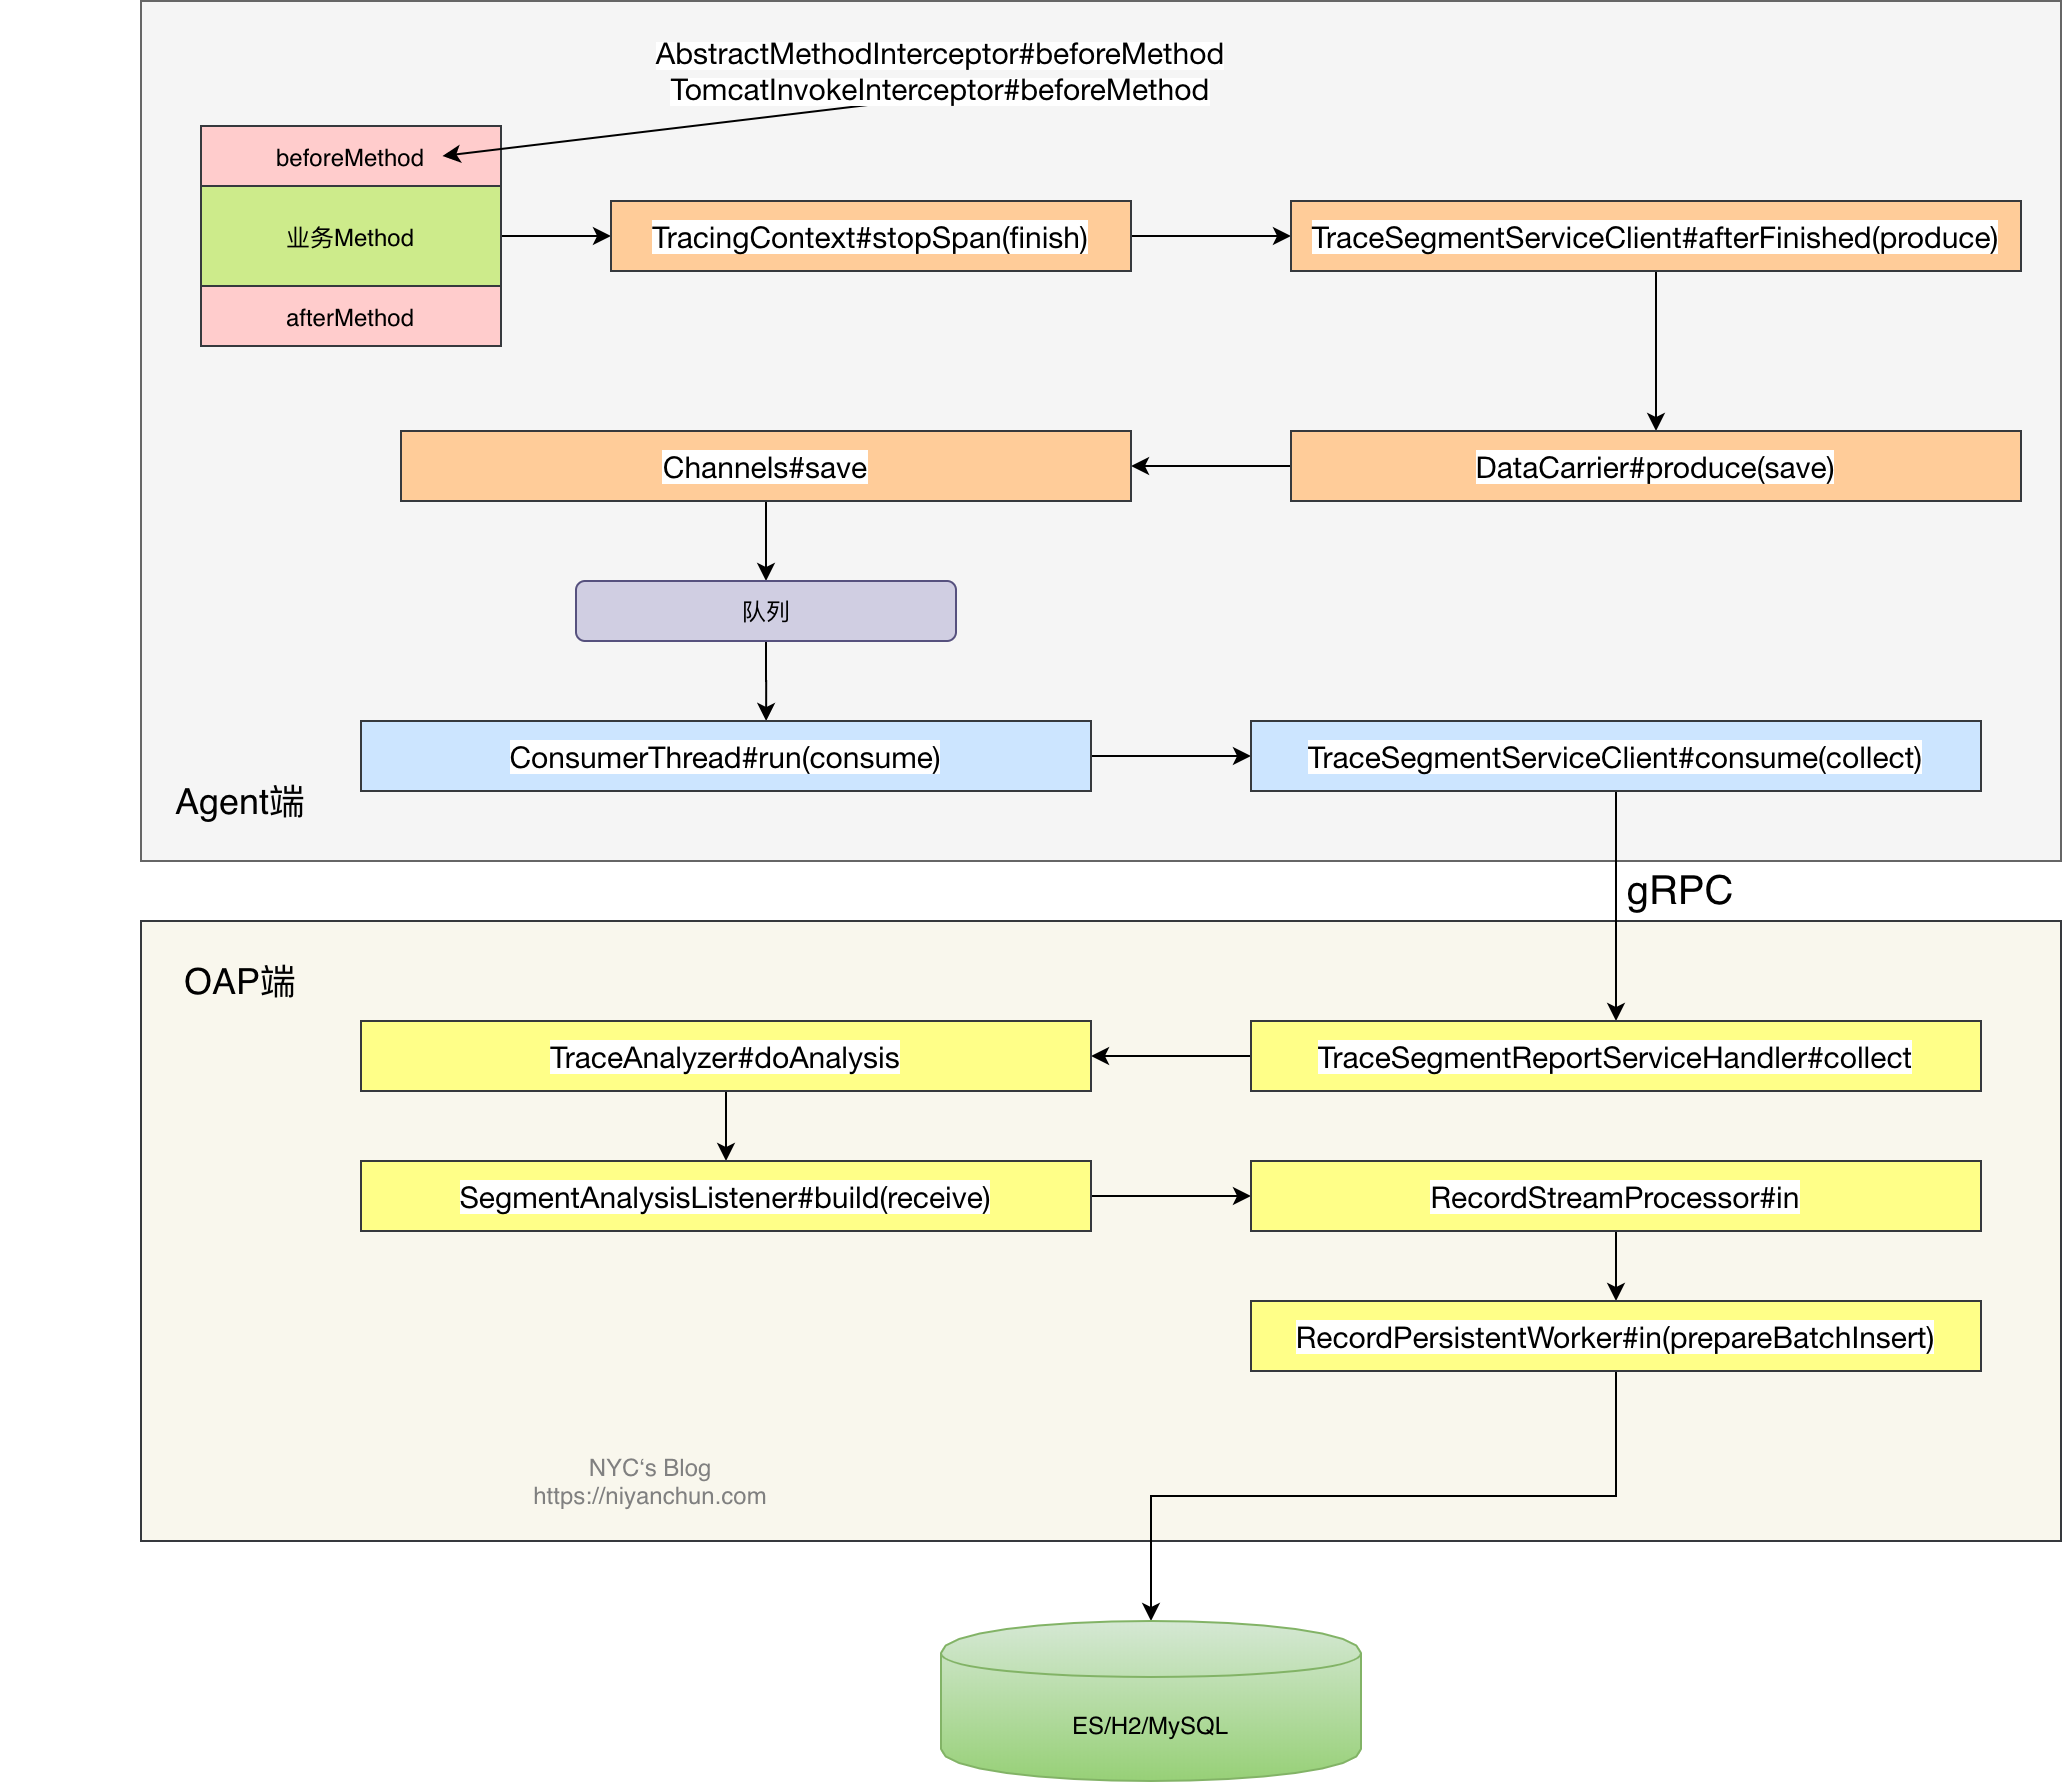 AbstractMethodInterceptor#beforeMethod
TomcatInvokeInterceptor#beforeMethod
beforeMethod
业务Method
afterMethod
TracingContext#stopSpan(finish)
TraceSegmentServiceClient#afterFinished(produce)
Channels#save
DataCarrier#produce(save)
队列
ConsumerThread#run(consume)
TraceSegmentServiceClient#consume(collect)
Agent端
gRPC
OAP端
TraceAnalyzer#doAnalysis
TraceSegmentReportServiceHandler#collect
SegmentAnalysisListener#build(receive)
RecordStreamProcessor#in
RecordPersistentWorker#in(prepareBatchInsert)
NYC‘s Blog
https://niyanchun.com
ES/H2/MySQL